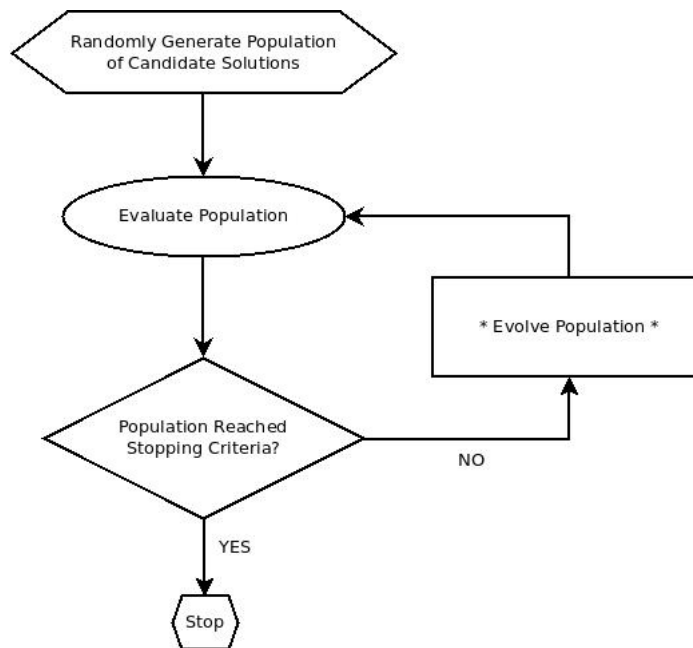 Randomly Generate Population
of Candidate Solutions
Evaluate Population
* Evolve Population *
Population Reached
Stopping Criteria?
NO
YES
Stop